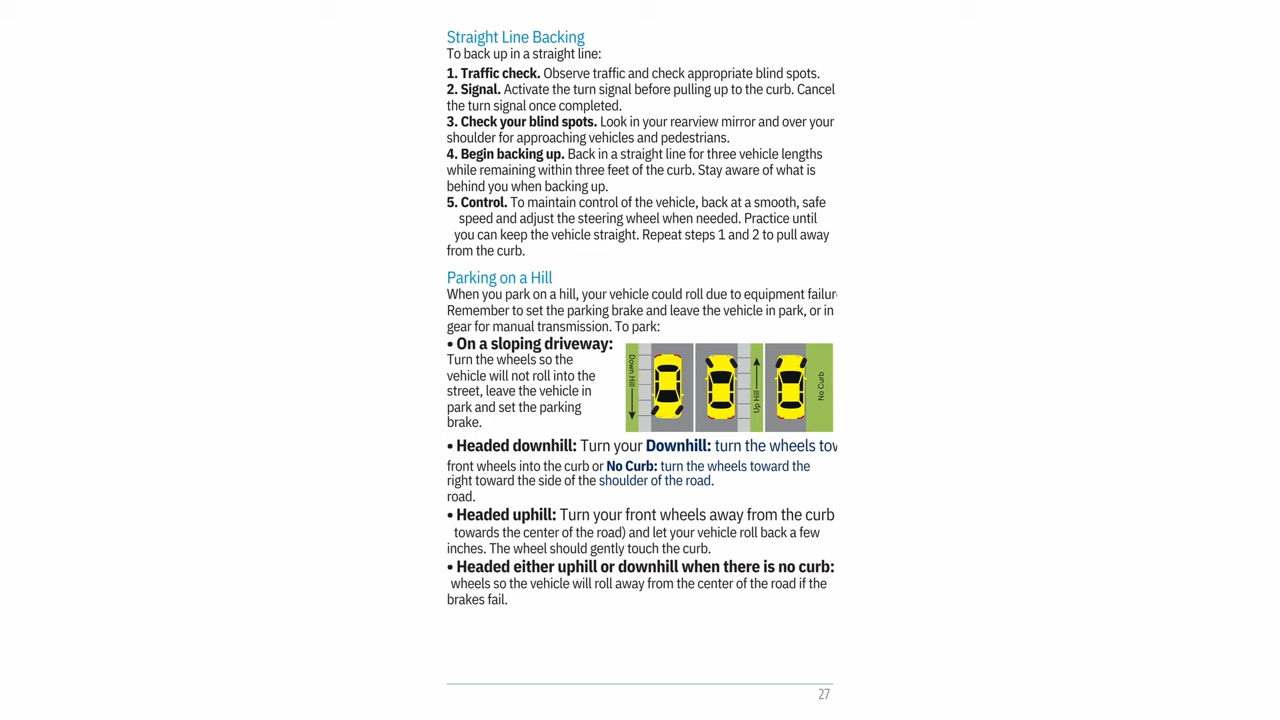 Straight Line Backing
To back up in a straight line:
1. Traffic check. Observe traffic and check appropriate blind spots.
2. Signal. Activate the turn signal before pulling up to the curb. Cancel
the turn signal once completed.
3. Check your blind spots. Look in your rearview mirror and over your
shoulder for approaching vehicles and pedestrians.
4. Begin backing up. Back in a straight line for three vehicle lengths
while remaining within three feet of the curb. Stay aware of what is
behind you when backing up.
5. Control. To maintain control of the vehicle, back at a smooth, safe
speed and adjust the steering wheel when needed. Practice until
you can keep the vehicle straight. Repeat steps 1 and 2 to pull away
from the curb.
Parking on a Hill
When you park on a hill, your vehicle could roll due to equipment failur
Remember to set the parking brake and leave the vehicle in park, or in
gear for manual transmission. To park:
• On a sloping driveway:
Turn the wheels so the
vehicle will not roll into the
street, leave the vehicle in
park and set the parking
brake.
Down Hill
Up Hill
No Curb
• Headed downhill: Turn your Downhill: turn the wheels tow
front wheels into the curb or No Curb: turn the wheels toward the
right toward the side of the shoulder of the road.
road.
• Headed uphill: Turn your front wheels away from the curb
towards the center of the road) and let your vehicle roll back a few
inches. The wheel should gently touch the curb.
• Headed either uphill or downhill when there is no curb:
wheels so the vehicle will roll away from the center of the road if the
brakes fail.
27